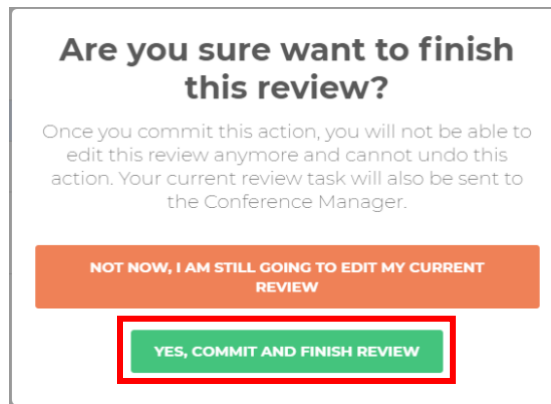 Are you sure want to finish
this review?
Once you commit this action, you will not be able to
edit this review anymore and cannot undo this
action. Your current review task will also be sent to
the Conference Manager.
NOT NOW, I AM STILL GOING TO EDIT MY CURRENT
REVIEW
YES, COMMIT AND FINISH REVIEW